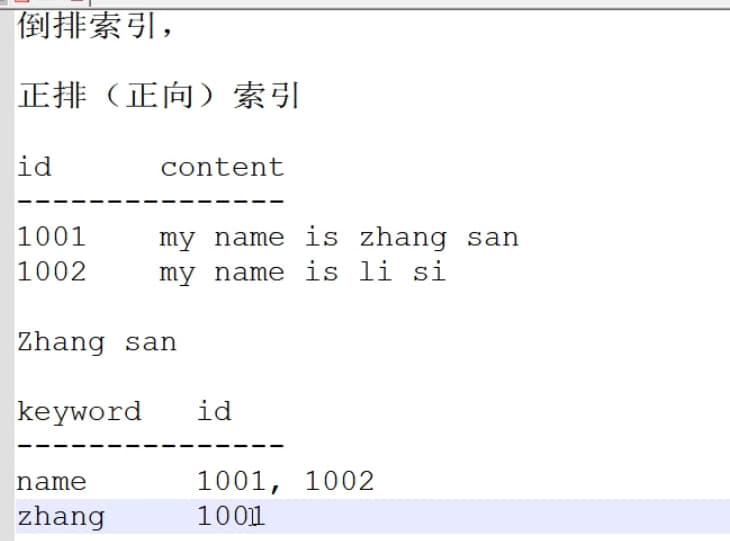 倒排索引，
正排（正向）索引
id content
---------------
1001 my name is zhang san
1002 my name is li si
Zhang san
keyword id
---------------
name 1001, 1002
zhang 1001